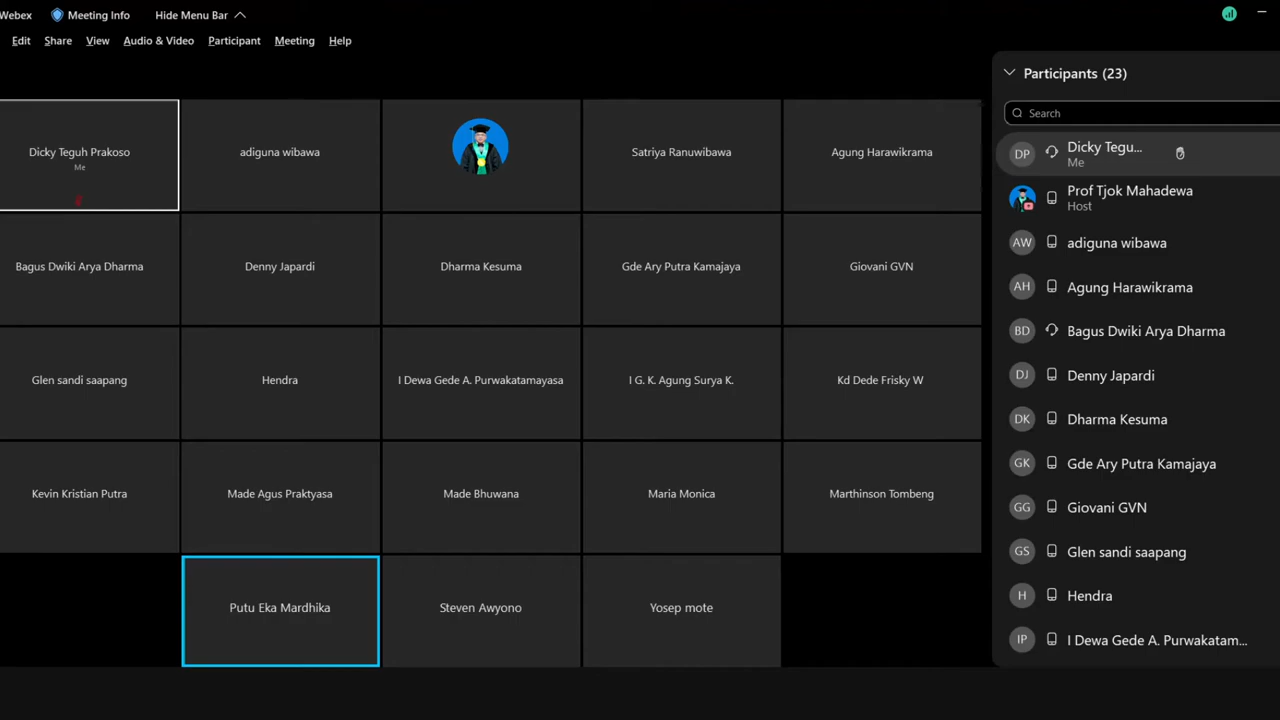 Webex
Meeting Info
Hide Menu Bar
Edit
Share
View
Audio & Video
Participant
Meeting
Help
Dicky Teguh Prakoso
Me
adiguna wibawa
Satriya Ranuwibawa
Agung Harawikrama
Bagus Dwiki Arya Dharma
Denny Japardi
Dharma Kesuma
Gde Ary Putra Kamajaya
Giovani GVN
Glen sandi saapang
Hendra
I Dewa Gede A. Purwakatamayasa
I G. K. Agung Surya K.
Kd Dede Frisky W
Kevin Kristian Putra
Made Agus Praktyasa
Made Bhuwana
Maria Monica
Marthinson Tombeng
Putu Eka Mardhika
Steven Awyono
Yosep mote
Participants (23)
Search
DP
Dicky Tegu...
Me
Prof Tjok Mahadewa
Host
AW
adiguna wibawa
AH
Agung Harawikrama
BD
Bagus Dwiki Arya Dharma
DJ
Denny Japardi
DK
Dharma Kesuma
GK
Gde Ary Putra Kamajaya
GG
Giovani GVN
GS
Glen sandi saapang
H
Hendra
IP
I Dewa Gede A. Purwakatam...